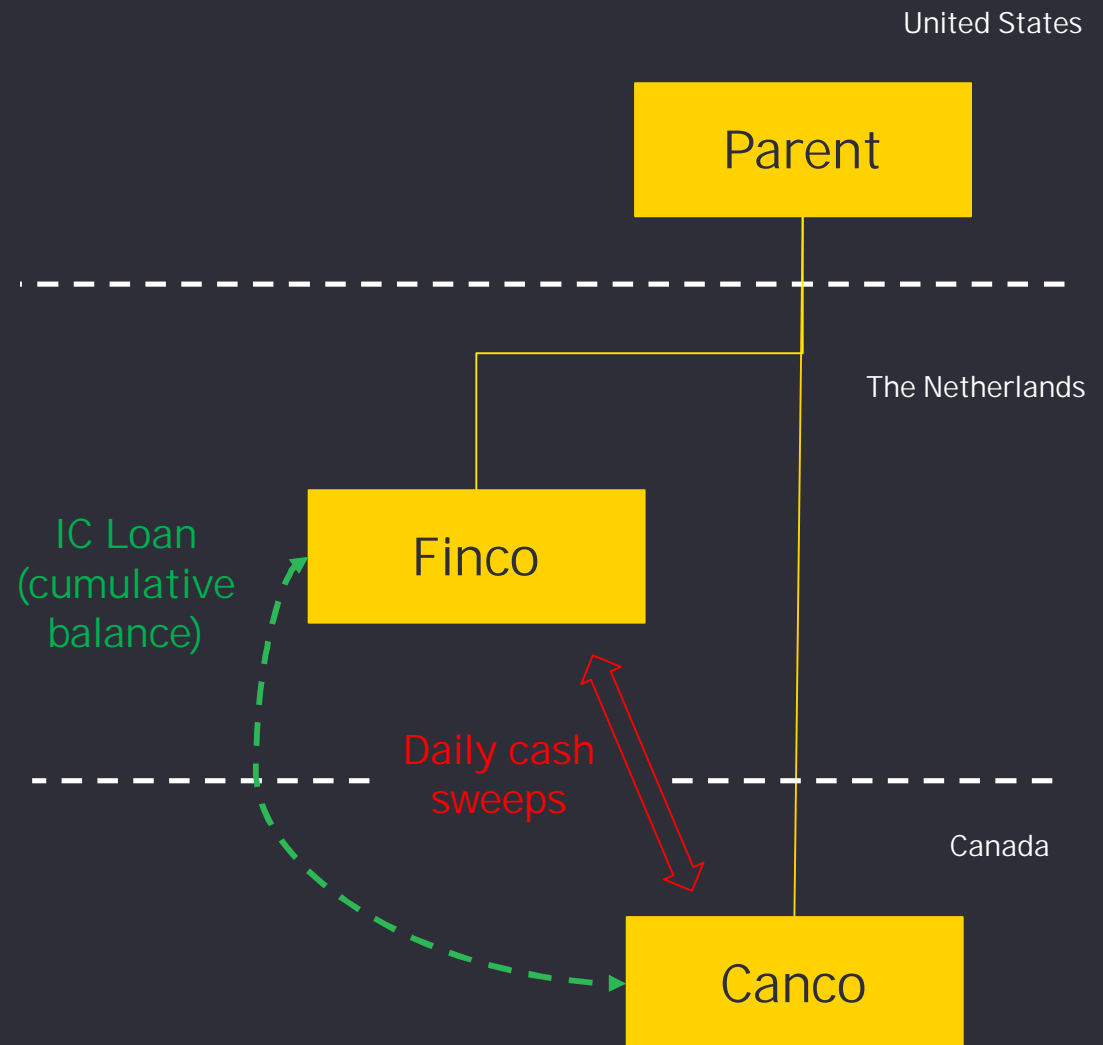 United States
Parent
The Netherlands
IC Loan
(cumulative
balance)
Finco
Daily cash
sweeps
Canada
Canco